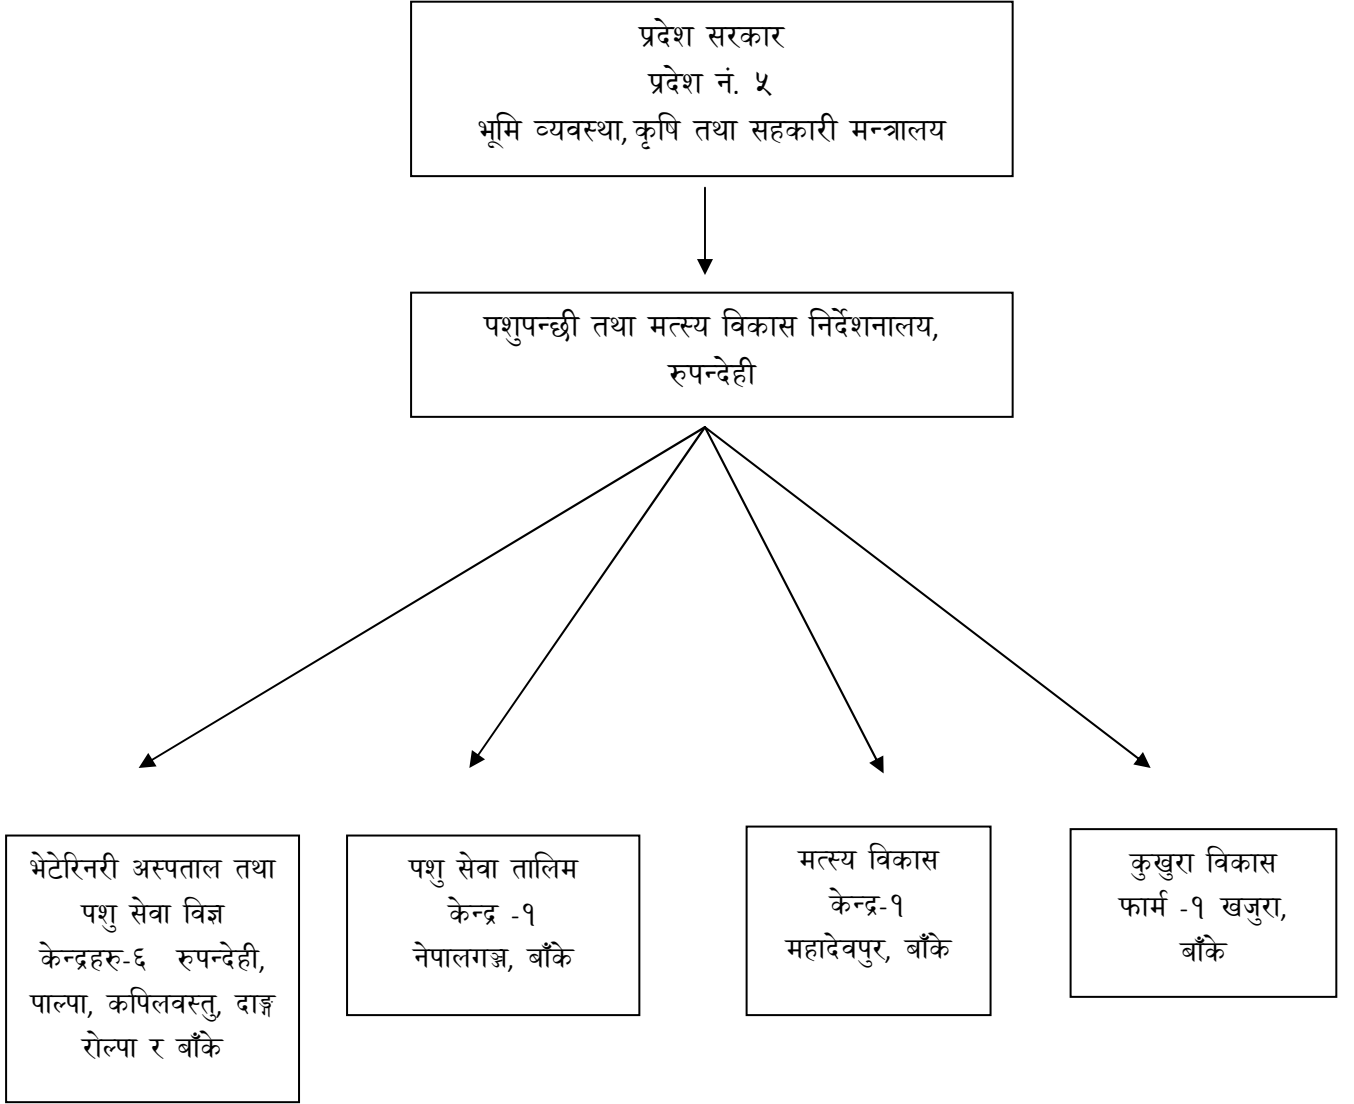 प्रदेश सरकार
प्रदेश नं. ५
भूमि व्यवस्था, कृषि तथा सहकारी मन्त्रालय
पशुपन्छी तथा मत्स्य विकास निर्देशनालय,
रुपन्देही
भेटेरिनरी अस्पताल तथा
पशु सेवा विज्ञ
केन्द्रहरु-६ रुपन्देही,
पाल्पा, कपिलवस्तु, दाङ्ग
रोल्पा र बाँके
पशु सेवा तालिम
केन्द्र -१
नेपालगञ्ज, बाँके
मत्स्य विकास
केन्द्र-१
महादेवपुर, बाँके
कुखुरा विकास
फार्म -१ खजुरा,
बाँके